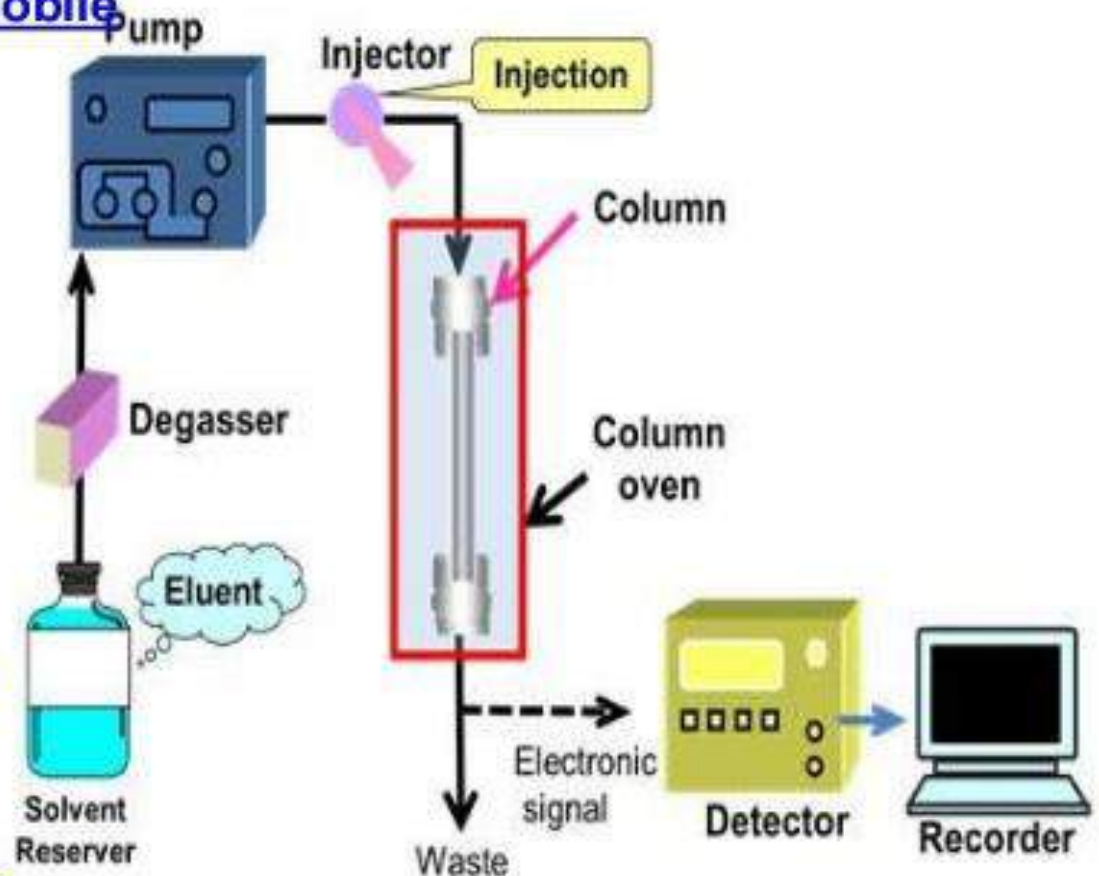 Pump
Injector
Injection
Column
Degasser
Column
oven
Eluent
Electronic
signal
Solvent
Reserver
Detector
Recorder
Waste